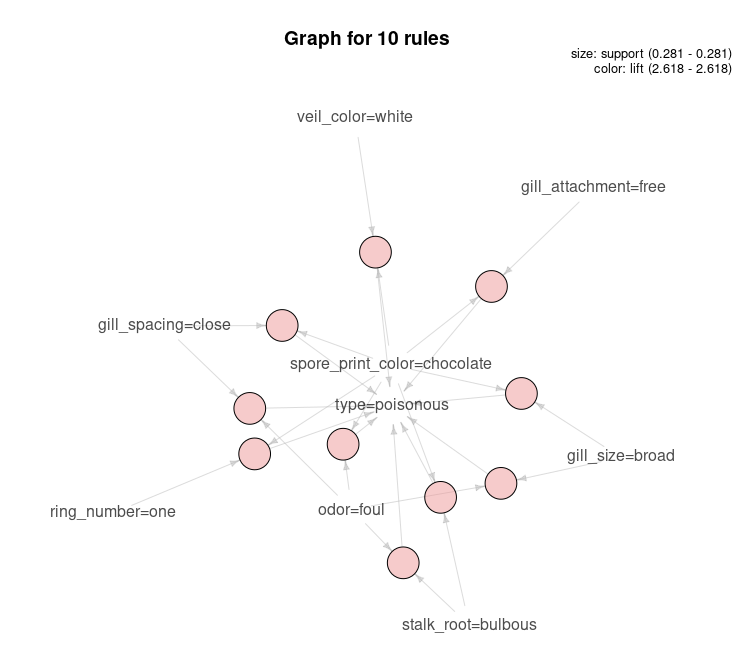 Graph for 10 rules
size: support (0.281 - 0.281)
color: lift (2.618 - 2.618)
veil_color=white
gill_attachment=free
gill_spacing=close
spore_print_color=chocolate
type=poisonous
gill_size=broad
ring_number=one
odor=foul
stalk_root=bulbous